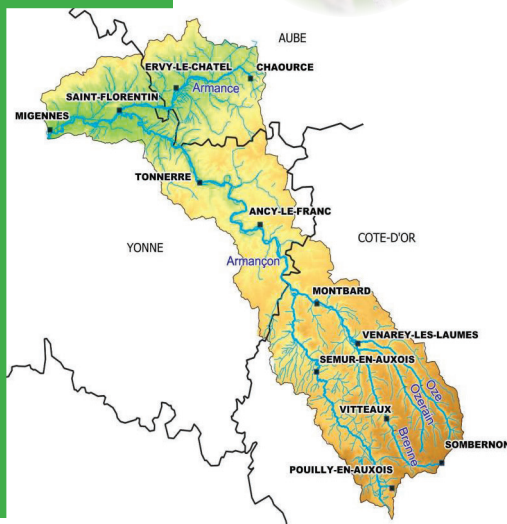 AUBE
ERVY-LE-CHATEL
CHAOURCE
Armance
SAINT-FLORENTIN
MIGENNES
TONNERRE
ANCY-LE-FRANC
YONNE
COTE-D'OR
Armançon
MONTBARD
VENAREY-LES-LAUMES
SEMUR-EN-AUXOIS
Oze
Ozerain
VITTEAUX
Brenne
SOMBERNON
POUILLY-EN-AUXOIS